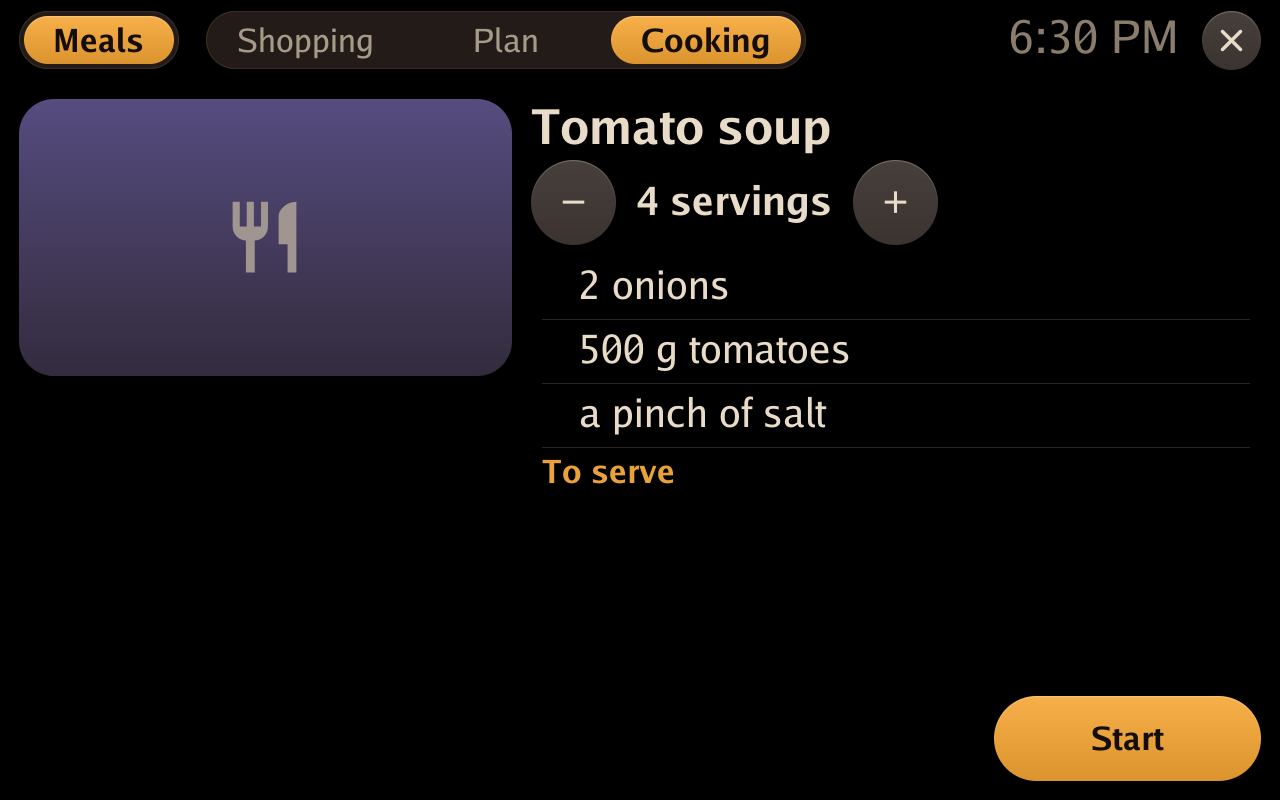 Meals
Shopping
Plan
Cooking
6:30 PM
Tomato soup
4 servings
2 onions
500 g tomatoes
a pinch of salt
To serve
Start